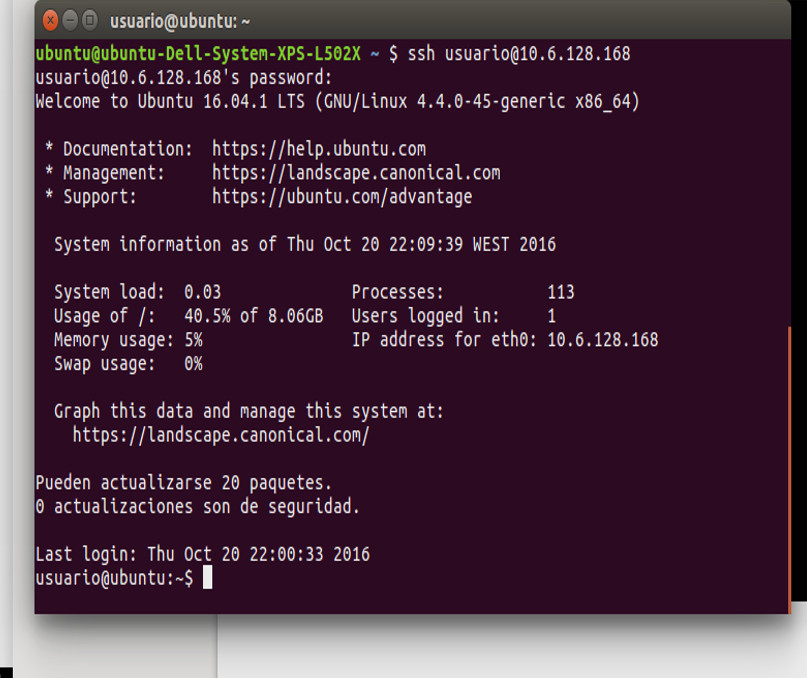 usuario@ubuntu: ~
ubuntu@ubuntu-Dell-System-XPS-L502X ~ $ ssh usuario@10.6.128.168
usuario@10.6.128.168's password:
Welcome to Ubuntu 16.04.1 LTS (GNU/Linux 4.4.0-45-generic x86_64)
* Documentation:  https://help.ubuntu.com
* Management:     https://landscape.canonical.com
* Support:        https://ubuntu.com/advantage
System information as of Thu Oct 20 22:09:39 WEST 2016
System load:  0.03              Processes:           113
Usage of /:   40.5% of 8.06GB   Users logged in:     1
Memory usage: 5%                IP address for eth0: 10.6.128.168
Swap usage:   0%
Graph this data and manage this system at:
https://landscape.canonical.com/
Pueden actualizarse 20 paquetes.
0 actualizaciones son de seguridad.
Last login: Thu Oct 20 22:00:33 2016
usuario@ubuntu:~$